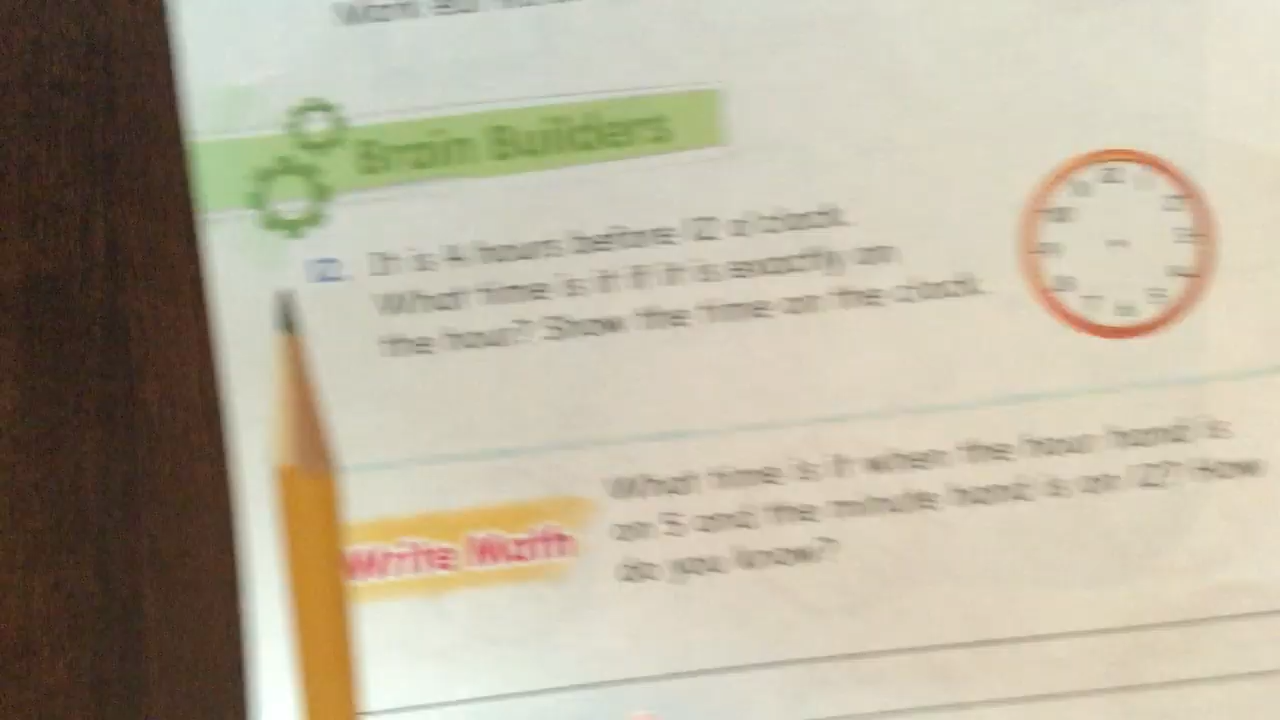 Brain Builders
12. It is 4 hours before 12 o'clock.
What time is it if it is exactly on
the hour? Show the time on the clock.
What time is it when the hour hand is
on 5 and the minute hand is on 12? How
do you know?
Write Math